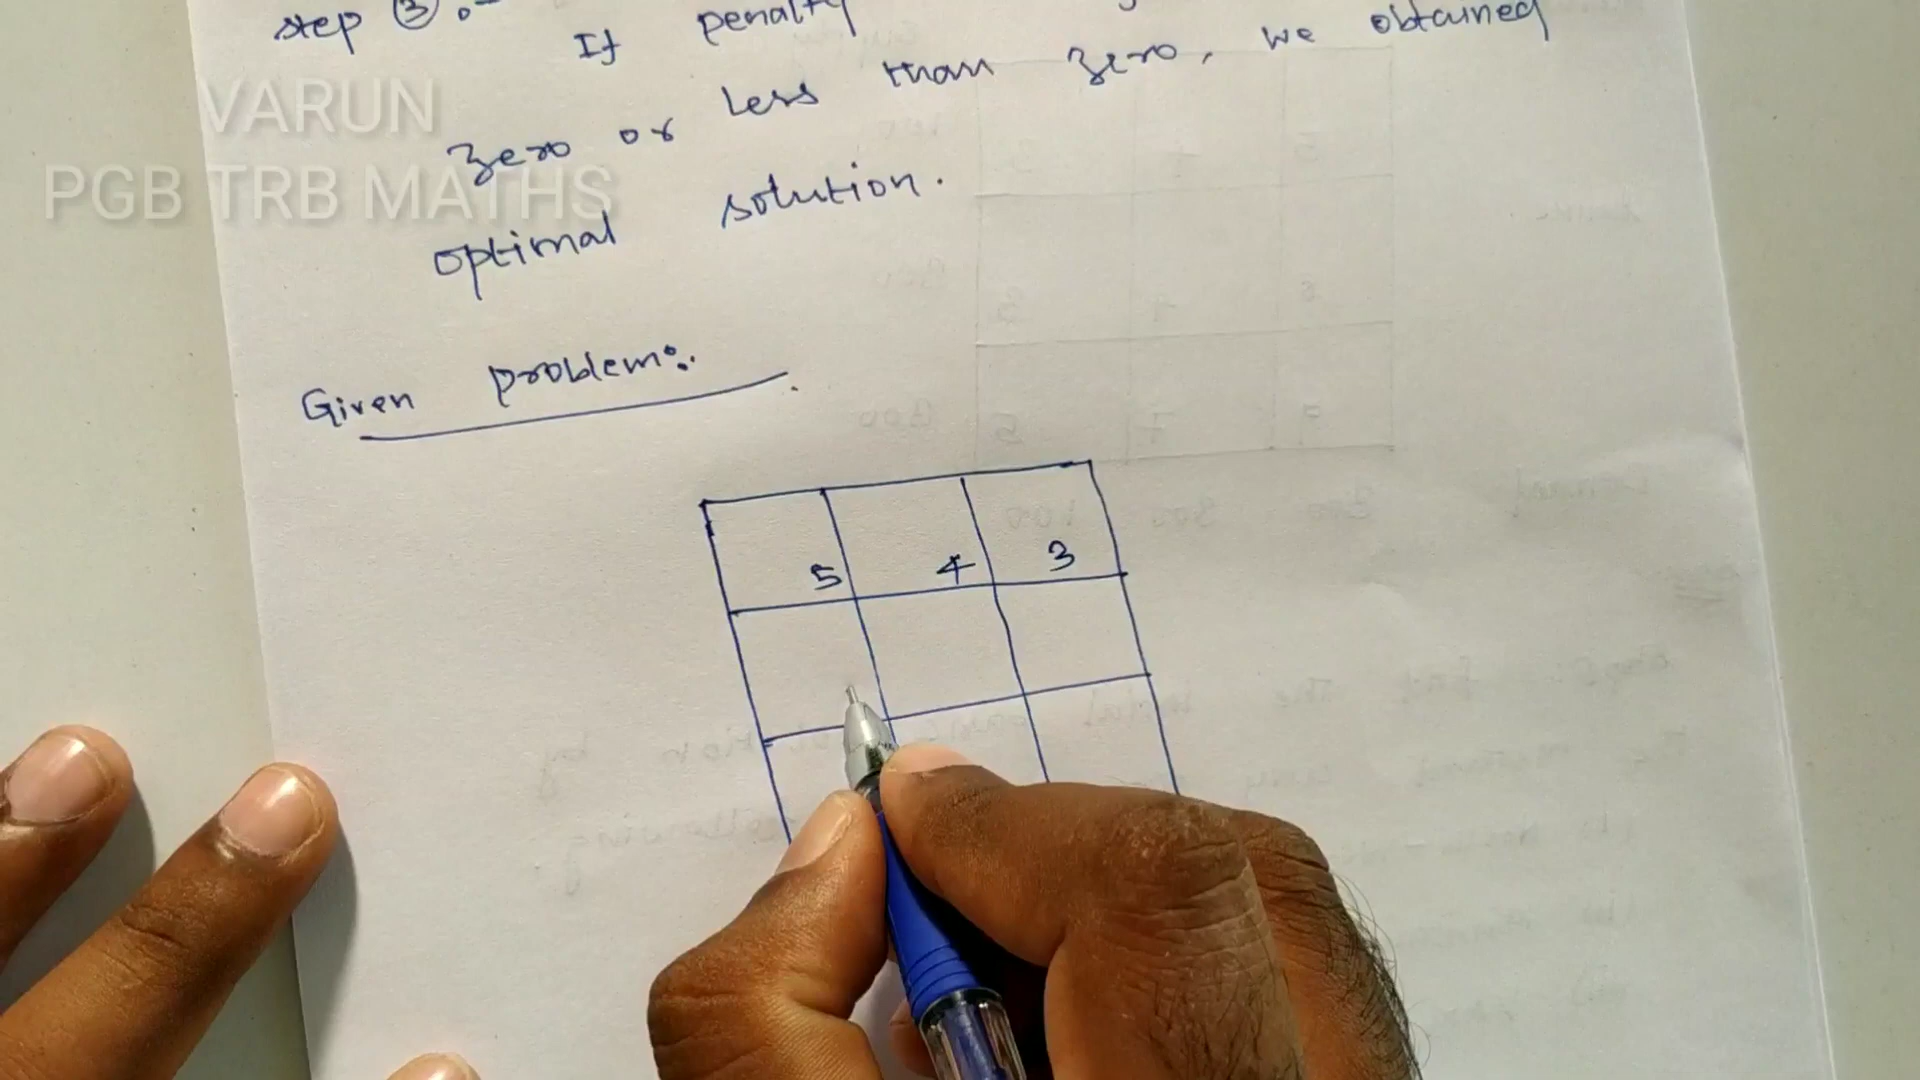 step ③:-
If penalty
zero or less than zero, we obtained
optimal solution.
VARUN
PGB TRB MATHS
Given problem:.
5 4 3